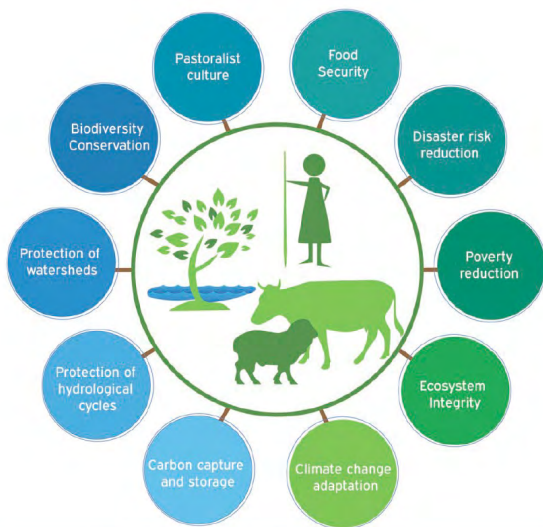 Pastoralist
culture
Food
Security
Disaster risk
reduction
Poverty
reduction
Ecosystem
Integrity
Climate change
adaptation
Carbon capture
and storage
Protection of
hydrological
cycles
Protection of
watersheds
Biodiversity
Conservation